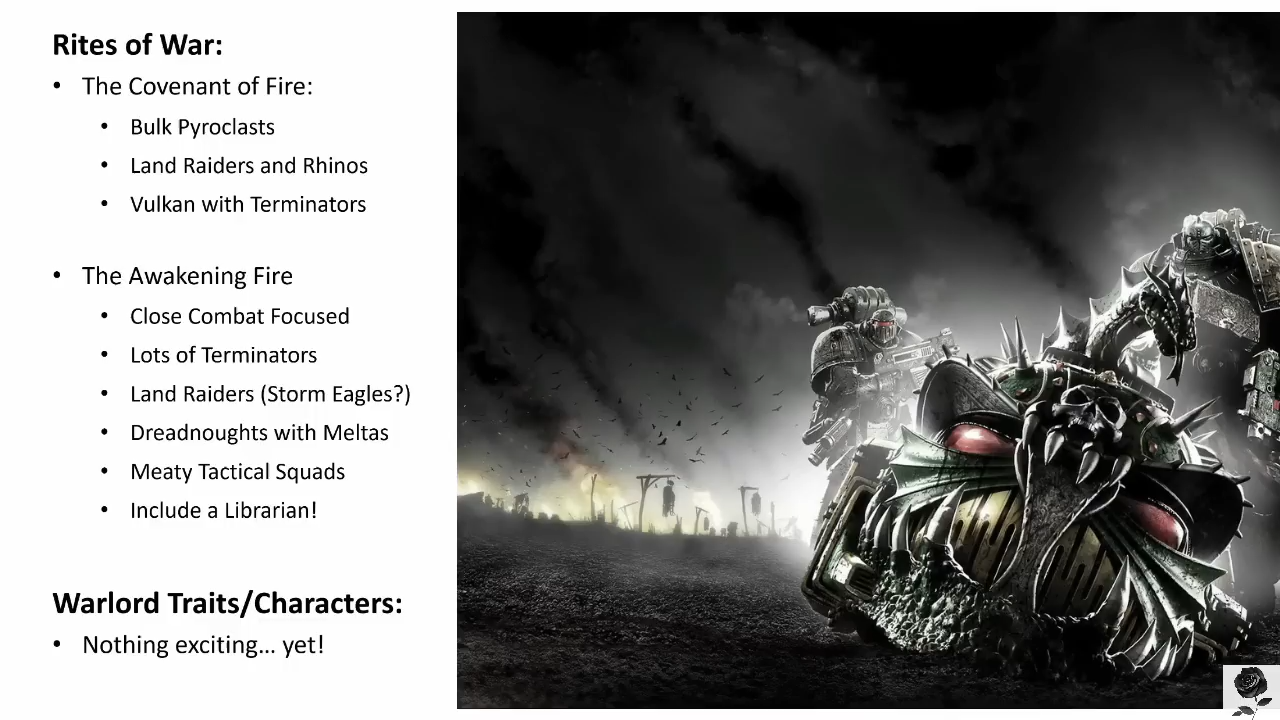 Rites of War:
• The Covenant of Fire:
• Bulk Pyroclasts
• Land Raiders and Rhinos
• Vulkan with Terminators
• The Awakening Fire
• Close Combat Focused
• Lots of Terminators
• Land Raiders (Storm Eagles?)
• Dreadnoughts with Meltas
• Meaty Tactical Squads
• Include a Librarian!
Warlord Traits/Characters:
• Nothing exciting… yet!